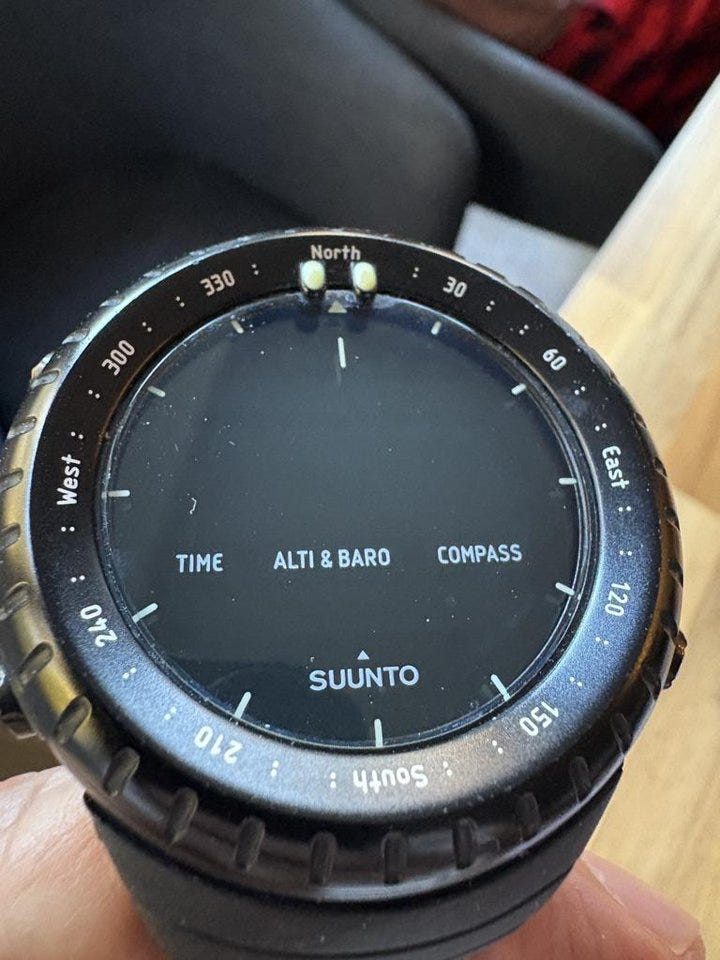 North
30
60
East
120
150
South
210
240
West
300
330
TIME ALTI & BARO COMPASS
SUUNTO